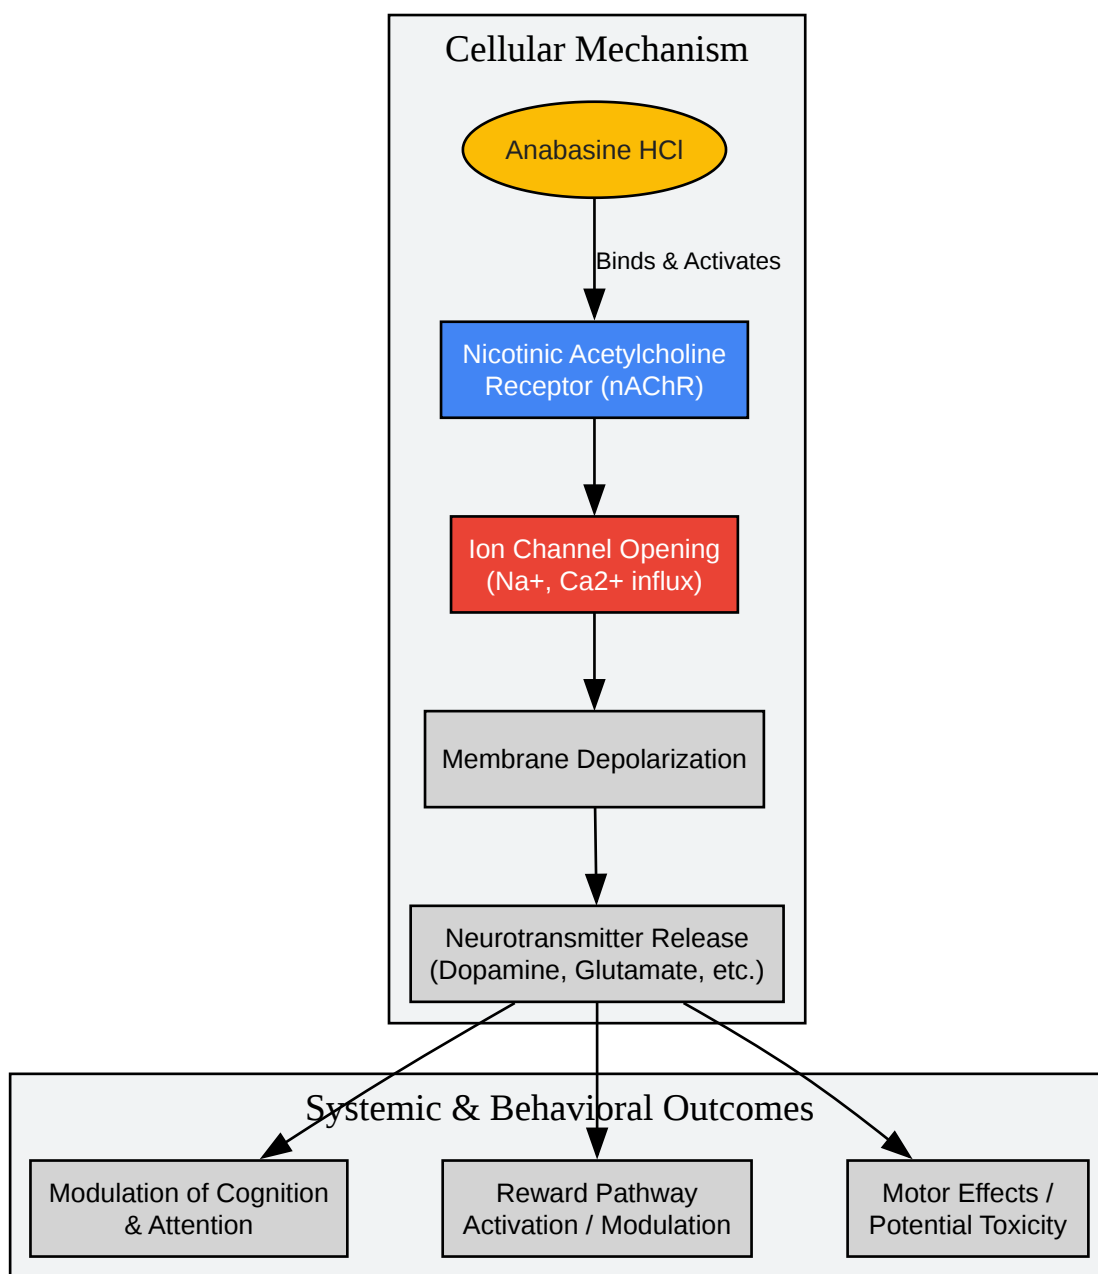 Cellular Mechanism
Anabasine HCl
Binds & Activates
Nicotinic Acetylcholine
Receptor (nAChR)
Ion Channel Opening
(Na+, Ca2+ influx)
Membrane Depolarization
Neurotransmitter Release
(Dopamine, Glutamate, etc.)
Systemic & Behavioral Outcomes
Modulation of Cognition
& Attention
Reward Pathway
Activation / Modulation
Motor Effects /
Potential Toxicity